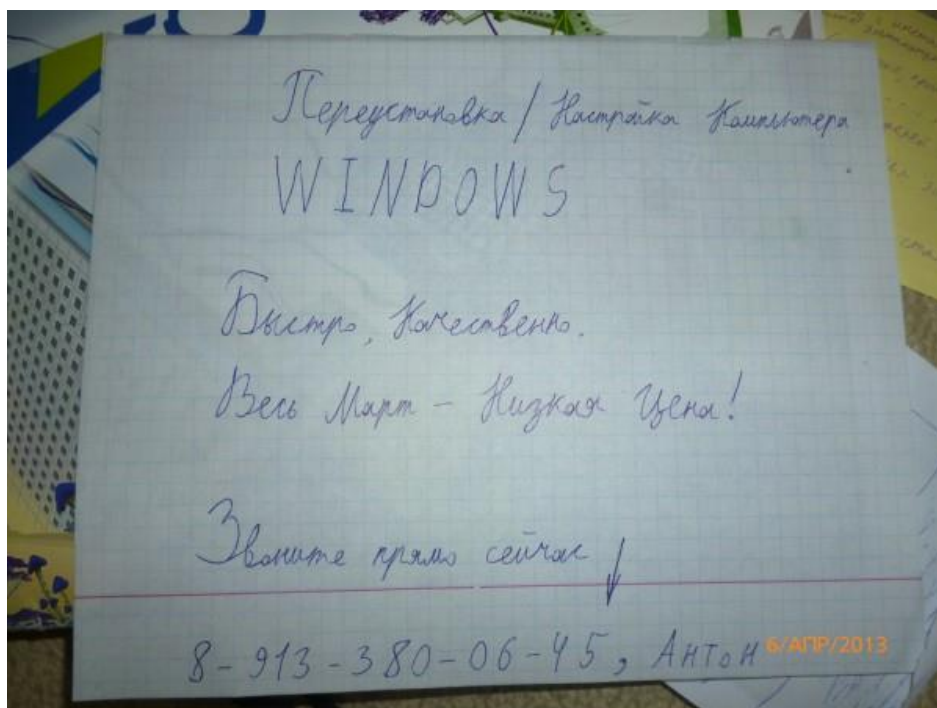 Переустановка / Настройка Компьютера
WINDOWS
Быстро, Качественно.
Весь Март - Низкая Цена!
Звоните прямо сейчас ↓
8-913-380-06-45, Антон
6/АПР/2013